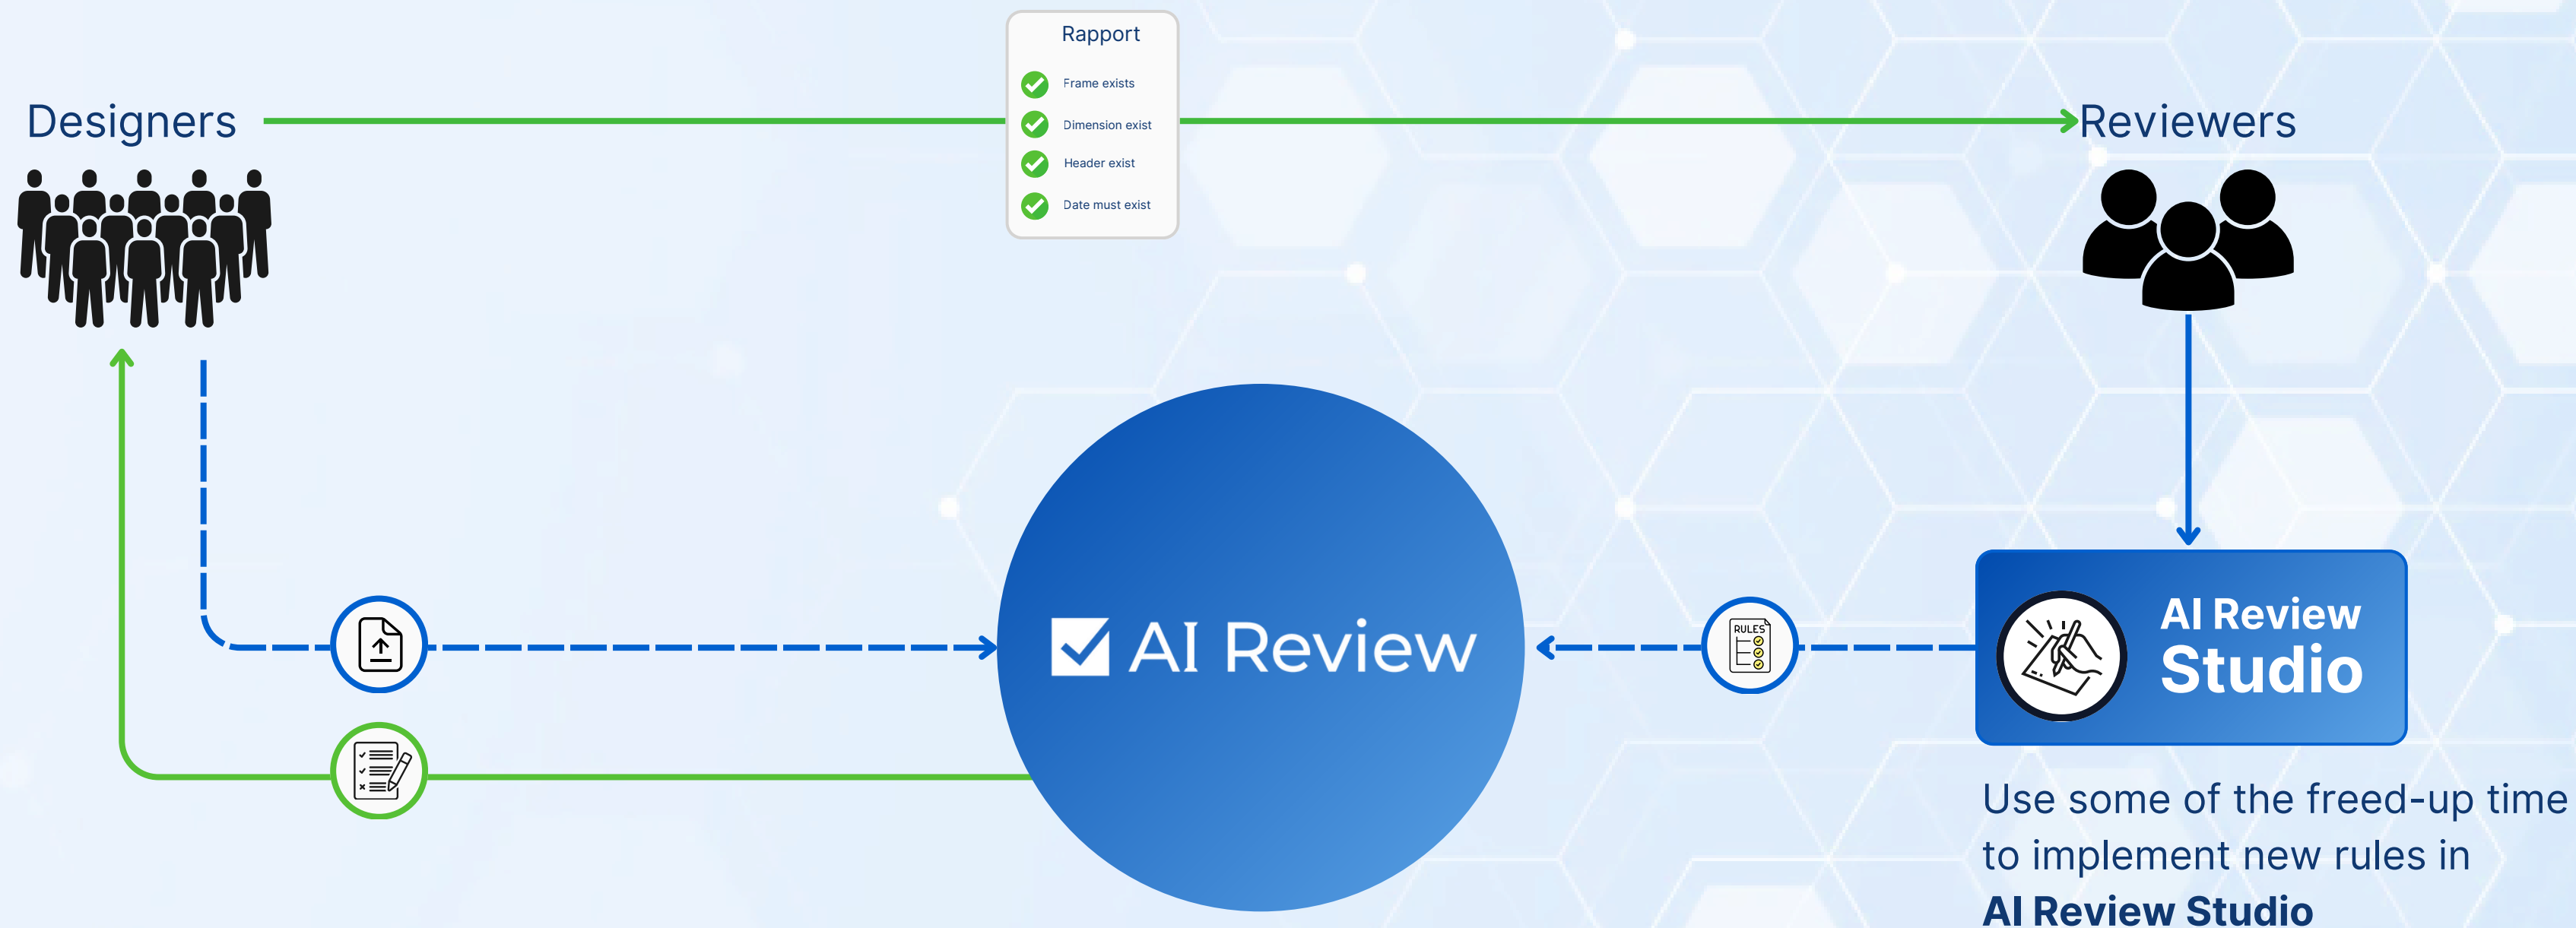 Rapport
Frame exists
Dimension exist
Header exist
Date must exist
Designers
Reviewers
AI Review
RULES
AI Review
Studio
Use some of the freed-up time
to implement new rules in
AI Review Studio